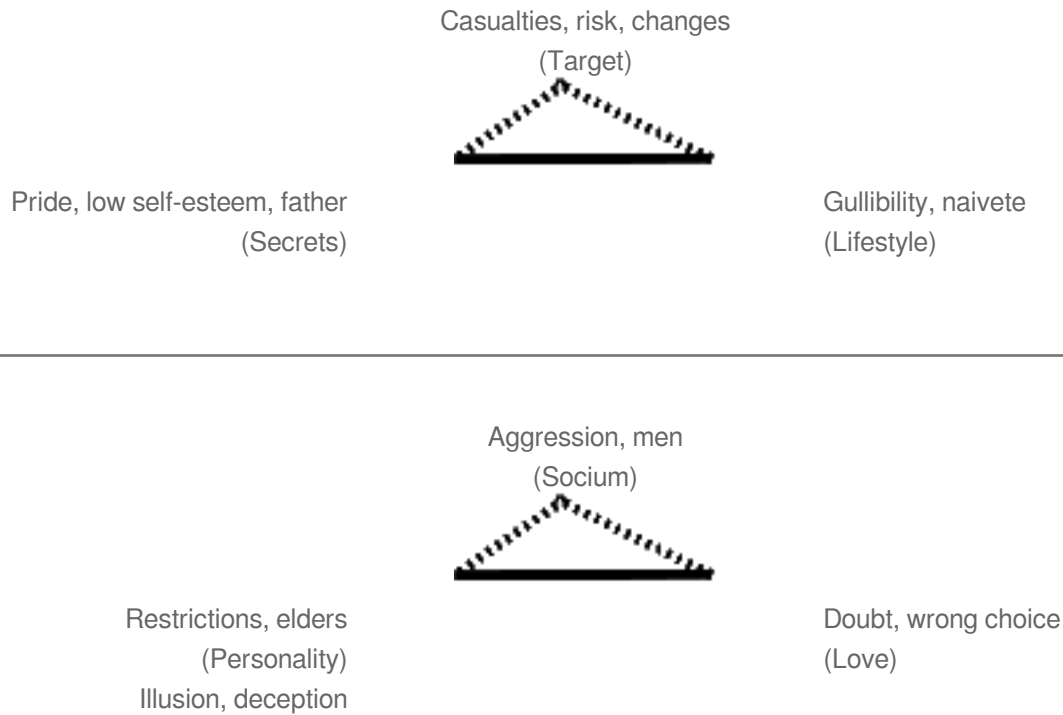 Casualties, risk, changes
(Target)
Pride, low self-esteem, father
(Secrets)
Gullibility, naivete
(Lifestyle)
Aggression, men
(Socium)
Restrictions, elders
(Personality)
Illusion, deception
Doubt, wrong choice
(Love)